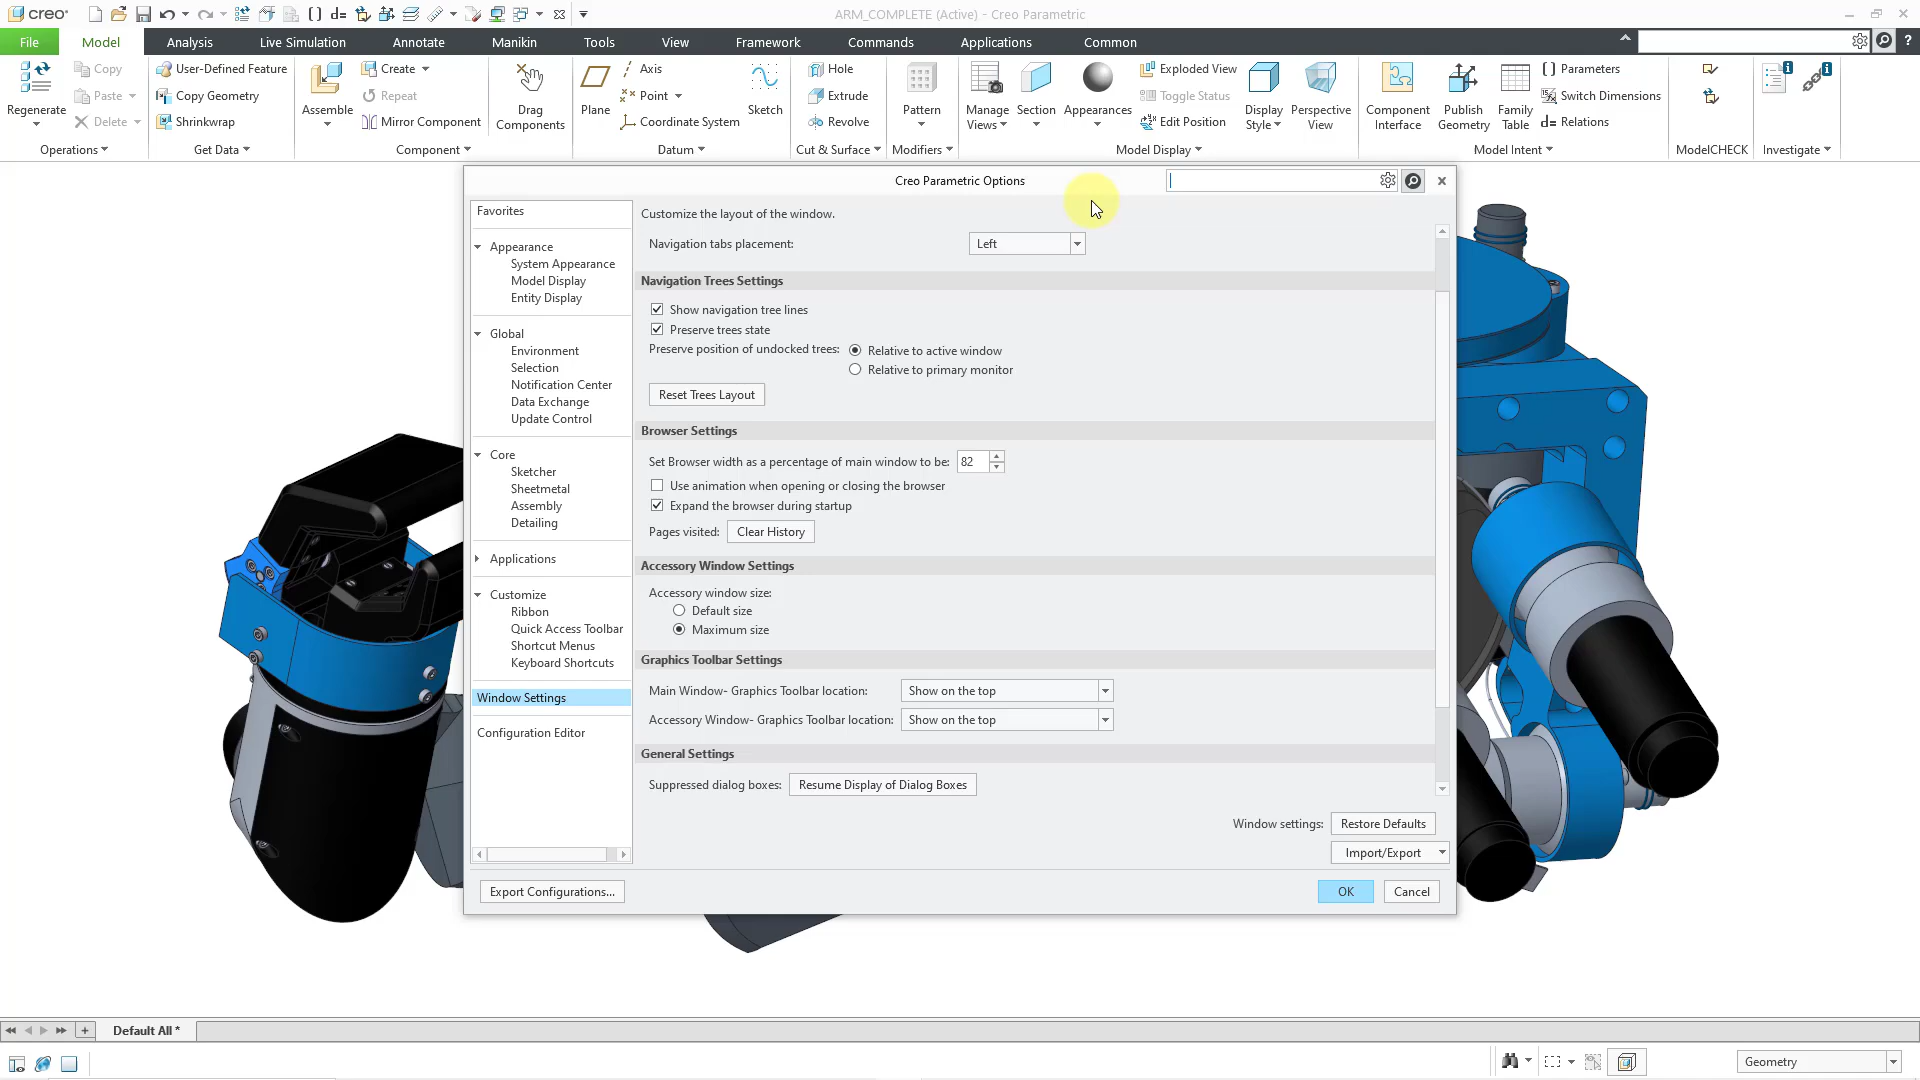 creo
ARM_COMPLETE (Active) - Creo Parametric
File Model Analysis Live Simulation Annotate Manikin Tools View Framework Commands Applications Common
Regenerate
Copy
Paste
Delete
Operations
User-Defined Feature
Copy Geometry
Shrinkwrap
Get Data
Assemble
Create
Repeat
Mirror Component
Drag
Components
Component
Plane
Axis
Point
Coordinate System
Sketch
Datum
Hole
Extrude
Revolve
Cut & Surface
Pattern
Modifiers
Manage
Views
Section
Appearances
Exploded View
Toggle Status
Edit Position
Display
Style
Perspective
View
Model Display
Component
Interface
Publish
Geometry
Family
Table
Parameters
Switch Dimensions
d= Relations
Model Intent
ModelCHECK
Investigate
Creo Parametric Options
Favorites
Appearance
System Appearance
Model Display
Entity Display
Global
Environment
Selection
Notification Center
Data Exchange
Update Control
Core
Sketcher
Sheetmetal
Assembly
Detailing
Applications
Customize
Ribbon
Quick Access Toolbar
Shortcut Menus
Keyboard Shortcuts
Window Settings
Configuration Editor
Customize the layout of the window.
Navigation tabs placement: Left
Navigation Trees Settings
Show navigation tree lines
Preserve trees state
Preserve position of undocked trees: Relative to active window
Relative to primary monitor
Reset Trees Layout
Browser Settings
Set Browser width as a percentage of main window to be: 82
Use animation when opening or closing the browser
Expand the browser during startup
Pages visited: Clear History
Accessory Window Settings
Accessory window size:
Default size
Maximum size
Graphics Toolbar Settings
Main Window- Graphics Toolbar location: Show on the top
Accessory Window- Graphics Toolbar location: Show on the top
General Settings
Suppressed dialog boxes: Resume Display of Dialog Boxes
Window settings: Restore Defaults
Import/Export
Export Configurations... OK Cancel
Default All *
Geometry